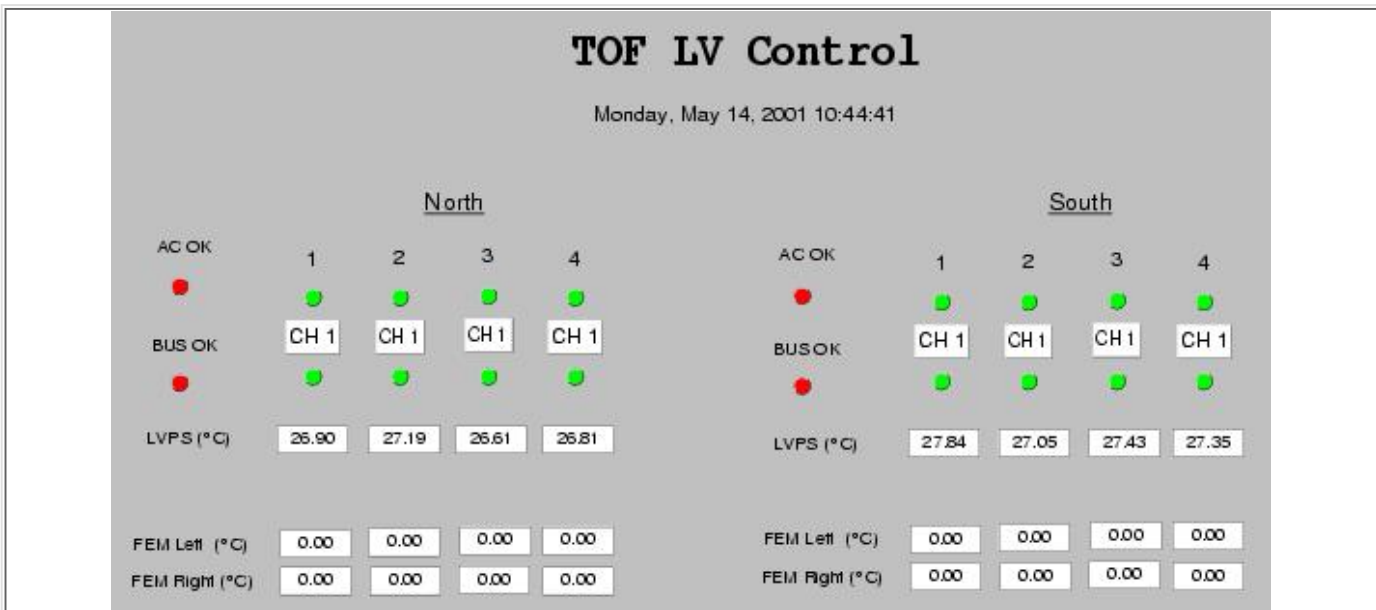 TOF LV Control
Monday, May 14, 2001 10:44:41
North
AC OK
1 2 3 4
BUS OK
CH 1 CH 1 CH 1 CH 1
LVPS (°C) 26.90 27.19 26.61 26.81
FEM Left (°C) 0.00 0.00 0.00 0.00
FEM Right (°C) 0.00 0.00 0.00 0.00
South
AC OK
1 2 3 4
BUS OK
CH 1 CH 1 CH 1 CH 1
LVPS (°C) 27.84 27.05 27.43 27.35
FEM Left (°C) 0.00 0.00 0.00 0.00
FEM Right (°C) 0.00 0.00 0.00 0.00